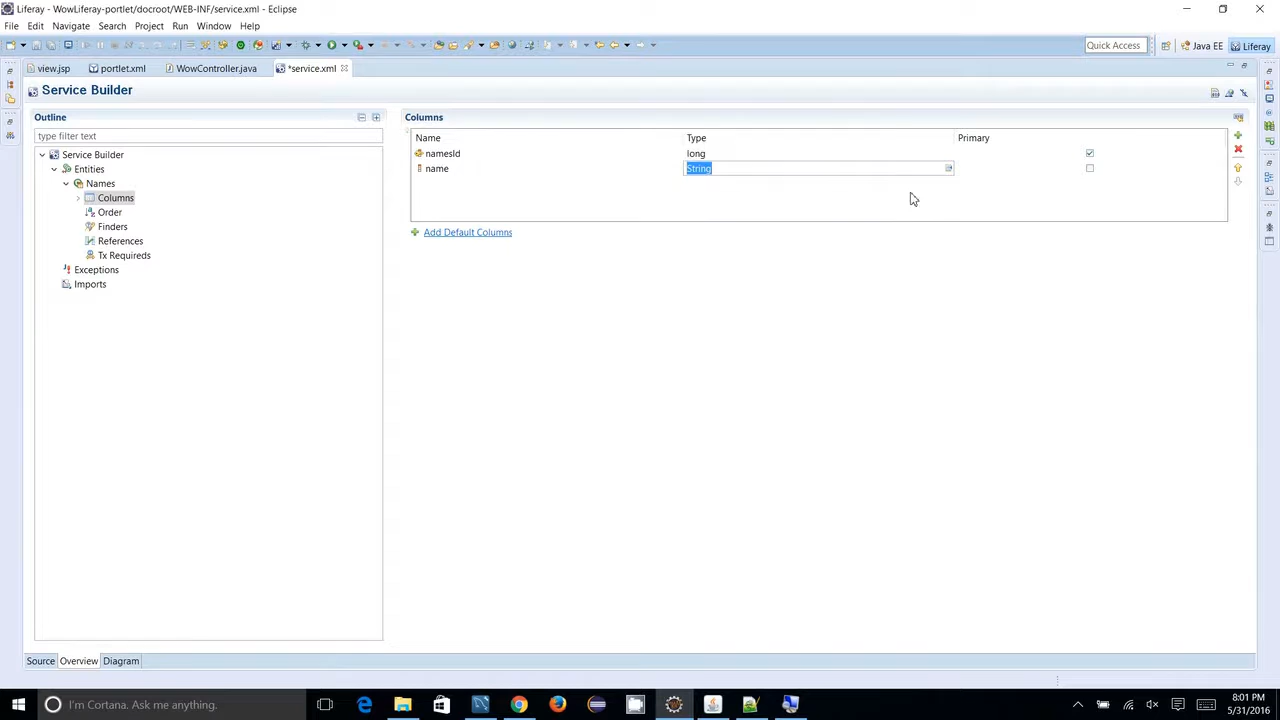 Liferay - WowLiferay-portlet/docroot/WEB-INF/service.xml - Eclipse
File Edit Navigate Search Project Run Window Help
Quick Access Java EE Liferay
view.jsp portlet.xml WowController.java *service.xml
Service Builder
Outline
type filter text
Service Builder
Entities
Names
Columns
Order
Finders
References
Tx Requireds
Exceptions
Imports
Columns
Name Type Primary
namesId long
name String
Add Default Columns
Source Overview Diagram
I'm Cortana. Ask me anything.
8:01 PM
5/31/2016